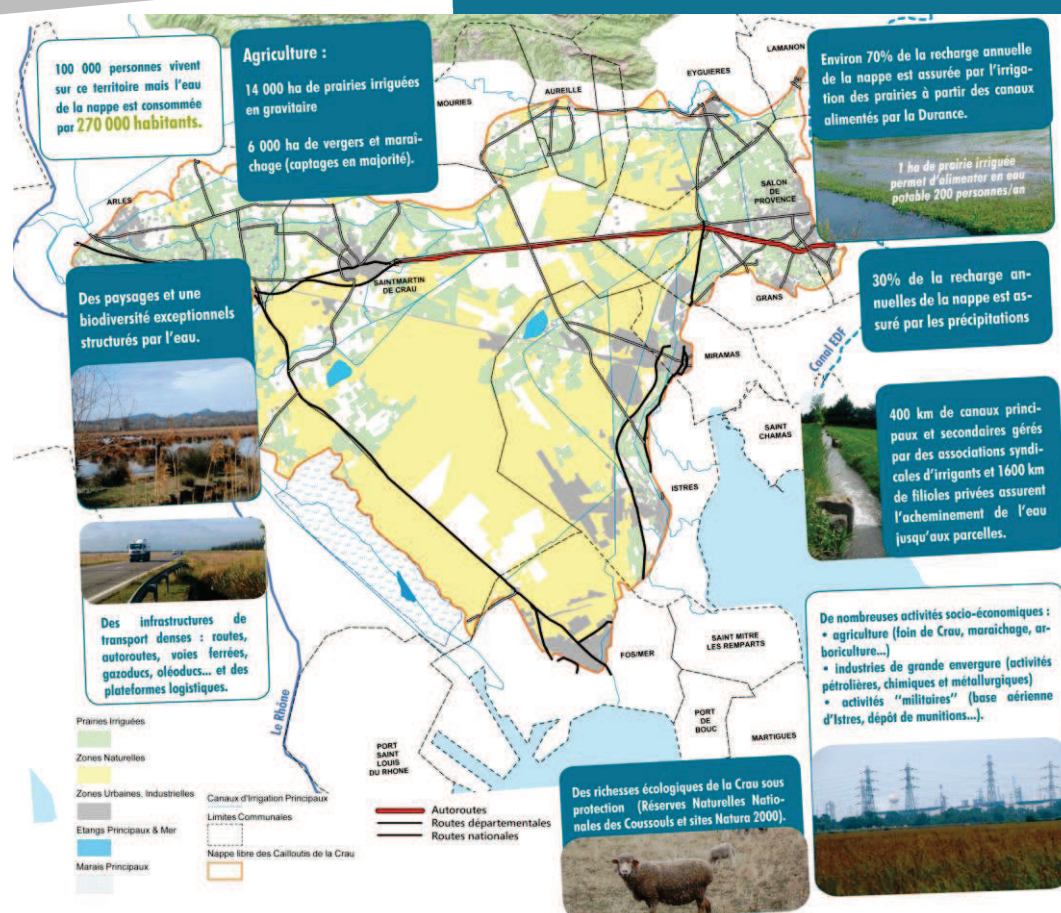 100 000 personnes vivent
sur ce territoire mais l'eau
de la nappe est consommée
par 270 000 habitants.
Agriculture :
14 000 ha de prairies irriguées
en gravitaire
6 000 ha de vergers et maraî-
chage (captages en majorité).
Environ 70% de la recharge annuelle
de la nappe est assurée par l'irriga-
tion des prairies à partir des canaux
alimentés par la Durance.
1 ha de prairie irriguée
permet d'alimenter en eau
potable 200 personnes/an
30% de la recharge an-
nuelles de la nappe est as-
suré par les précipitations
400 km de canaux princi-
paux et secondaires gérés
par des associations syndi-
cales d'irrigants et 1600 km
de filioles privées assurent
l'acheminement de l'eau
jusqu'aux parcelles.
Des paysages et une
biodiversité exceptionnels
structurés par l'eau.
Des infrastructures de
transport denses : routes,
autoroutes, voies ferrées,
gazoducs, oléoducs... et des
plateformes logistiques.
De nombreuses activités socio-économiques :
• agriculture (foin de Crau, maraîchage, ar-
boriculture...)
• industries de grande envergure (activités
pétrolières, chimiques et métallurgiques)
• activités "militaires" (base aérienne
d'Istres, dépôt de munitions...).
Des richesses écologiques de la Crau sous
protection (Réserves Naturelles Natio-
nales des Coussouls et sites Natura 2000).
LAMANON
EYGUIERES
AUREILLE
MOURIES
ARLES
SALON
DE
PROVENCE
SAINTMARTIN
DE CRAU
GRANS
MIRAMAS
Canal EDF
SAINT
CHAMAS
ISTRES
FOS/MER
SAINT MITRE
LES REMPARTS
PORT
DE
BOUC
MARTIGUES
PORT
SAINT
LOUIS
DU RHONE
Le Rhône
Prairies Irriguées
Zones Naturelles
Zones Urbaines, Industrielles
Etangs Principaux & Mer
Marais Principaux
Canaux d'Irrigation Principaux
Limites Communales
Nappe libre des Cailloutis de la Crau
Autoroutes
Routes départementales
Routes nationales